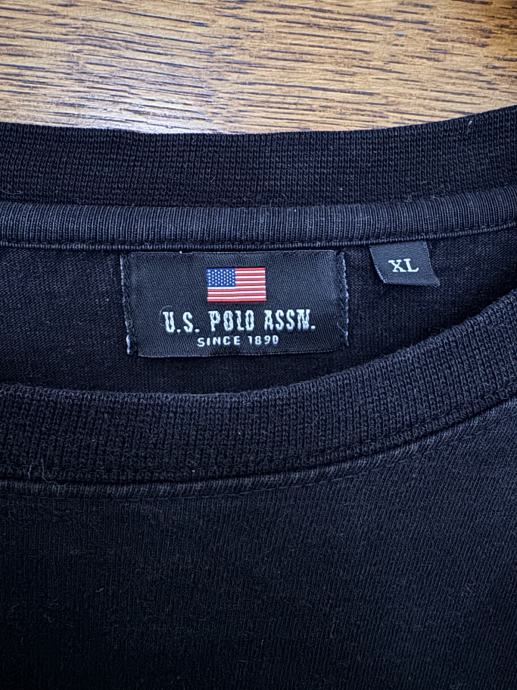 U.S. POLO ASSN.
SINCE 1890
XL